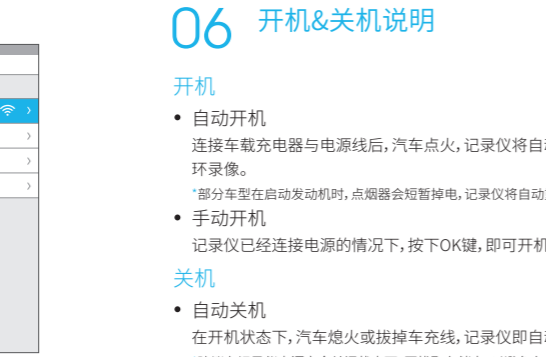 06 开机&关机说明
开机
• 自动开机
连接车载充电器与电源线后，汽车点火，记录仪将自
环录像。
*部分车型在启动发动机时，点烟器会短暂掉电，记录仪将自动
• 手动开机
记录仪已经连接电源的情况下，按下OK键，即可开机
关机
• 自动关机
在开机状态下，汽车熄火或拔掉车充线，记录仪即自